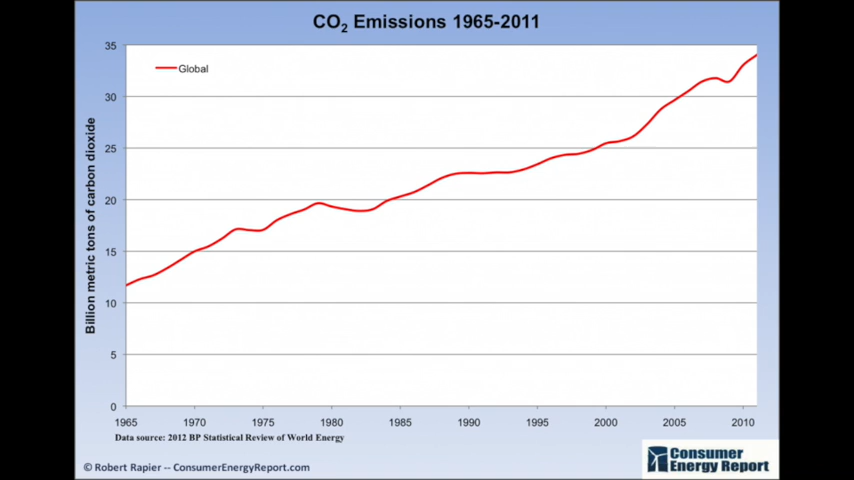 CO2 Emissions 1965-2011
Global
Billion metric tons of carbon dioxide
35
30
25
20
15
10
5
0
1965 1970 1975 1980 1985 1990 1995 2000 2005 2010
Data source: 2012 BP Statistical Review of World Energy
© Robert Rapier -- ConsumerEnergyReport.com
Consumer
Energy Report